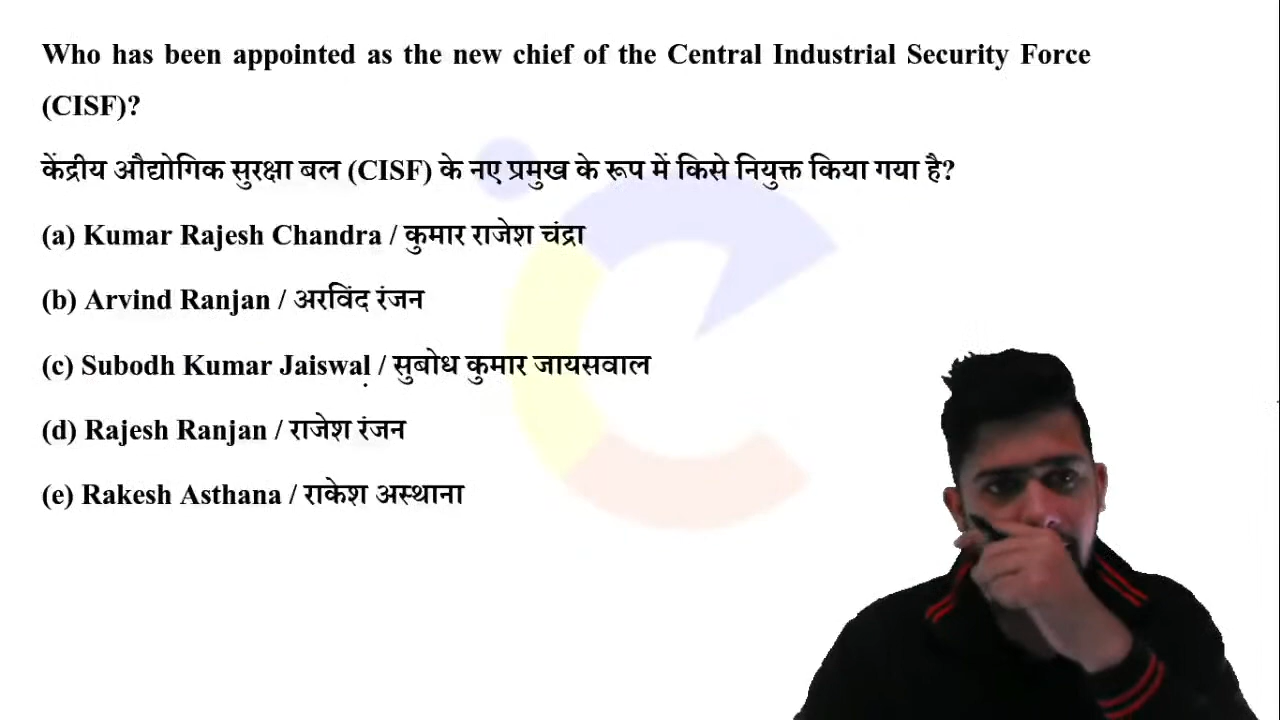 Who has been appointed as the new chief of the Central Industrial Security Force
(CISF)?
केंद्रीय औद्योगिक सुरक्षा बल (CISF) के नए प्रमुख के रूप में किसे नियुक्त किया गया है?
(a) Kumar Rajesh Chandra / कुमार राजेश चंद्रा
(b) Arvind Ranjan / अरविंद रंजन
(c) Subodh Kumar Jaiswal / सुबोध कुमार जायसवाल
(d) Rajesh Ranjan / राजेश रंजन
(e) Rakesh Asthana / राकेश अस्थाना